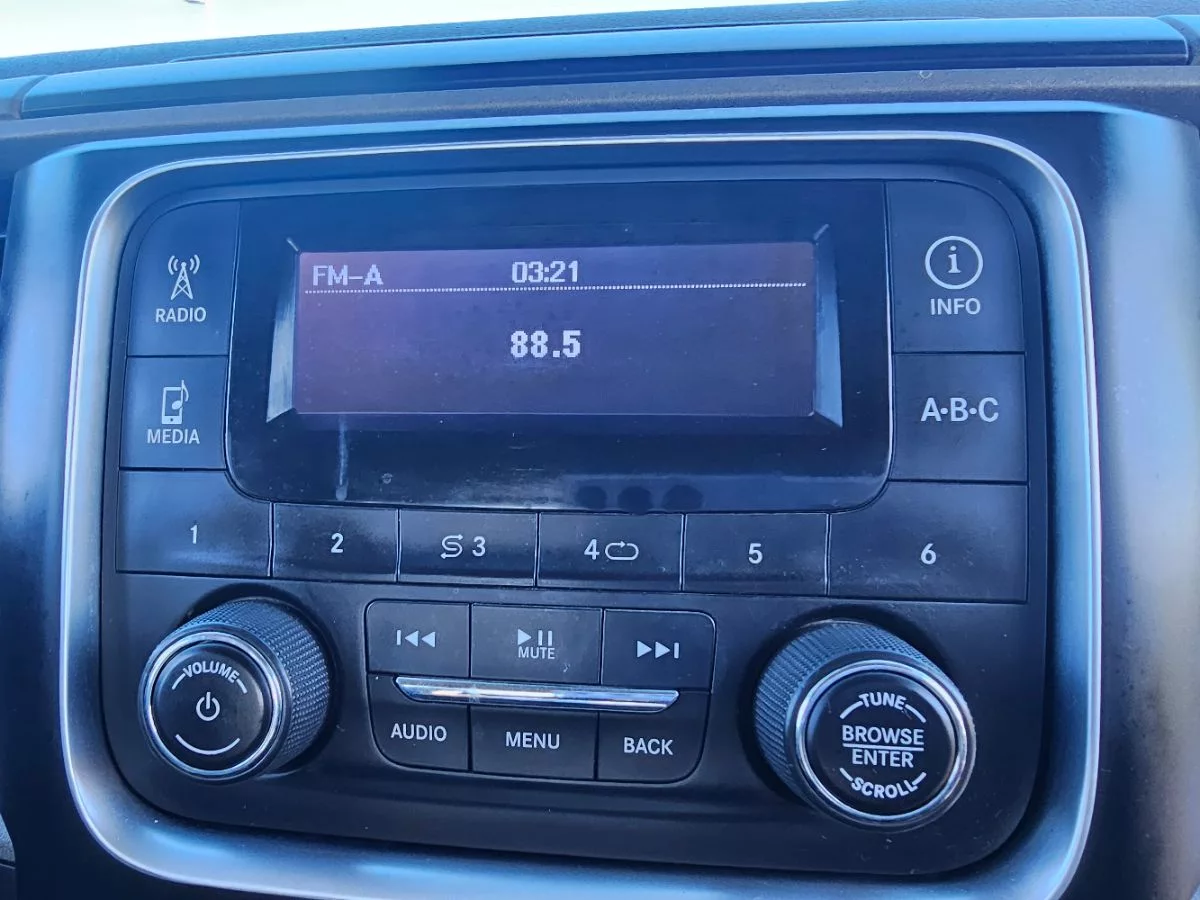 FM-A 03:21
88.5
RADIO
MEDIA
i
INFO
A•B•C
1 2 3 4 5 6
VOLUME
MUTE
AUDIO MENU BACK
TUNE
BROWSE
ENTER
SCROLL